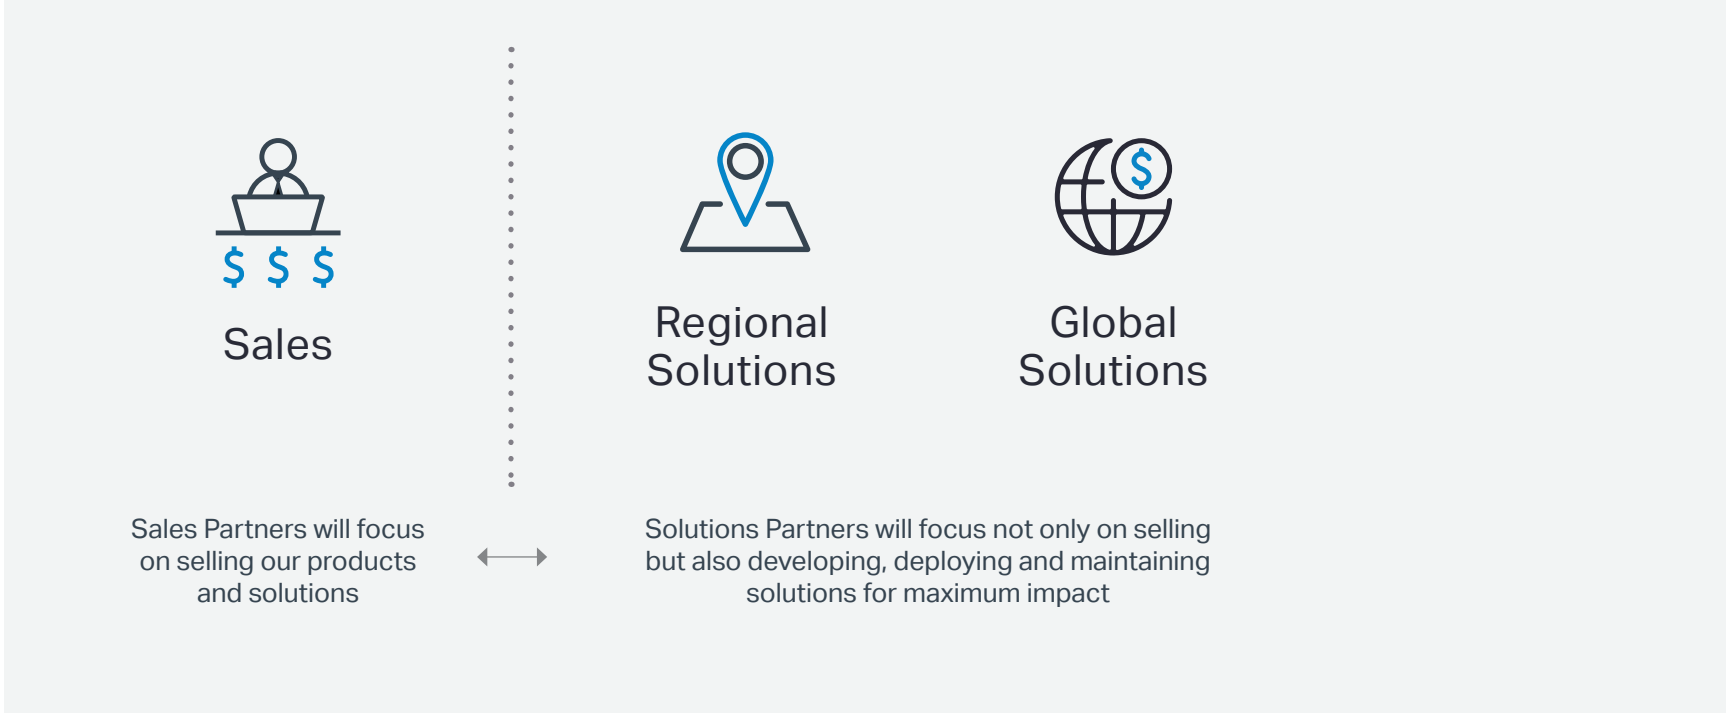 Sales
Regional
Solutions
Global
Solutions
Sales Partners will focus
on selling our products
and solutions
Solutions Partners will focus not only on selling
but also developing, deploying and maintaining
solutions for maximum impact